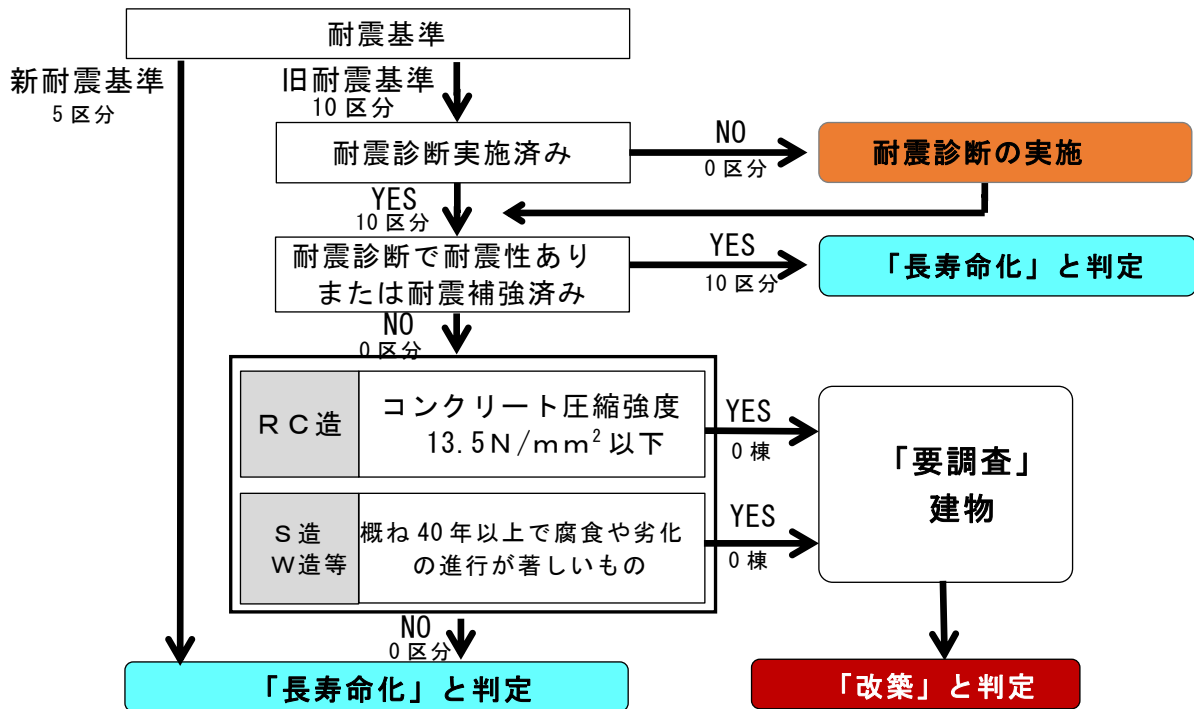 耐震基準
新耐震基準
5区分
旧耐震基準
10区分
耐震診断実施済み
NO
0区分
耐震診断の実施
YES
10区分
耐震診断で耐震性あり
または耐震補強済み
YES
10区分
「長寿命化」と判定
NO
0区分
RC造
コンクリート圧縮強度
13.5N/mm²以下
YES
0棟
「要調査」
建物
S造
W造等
概ね40年以上で腐食や劣化
の進行が著しいもの
YES
0棟
NO
0区分
「長寿命化」と判定
「改築」と判定